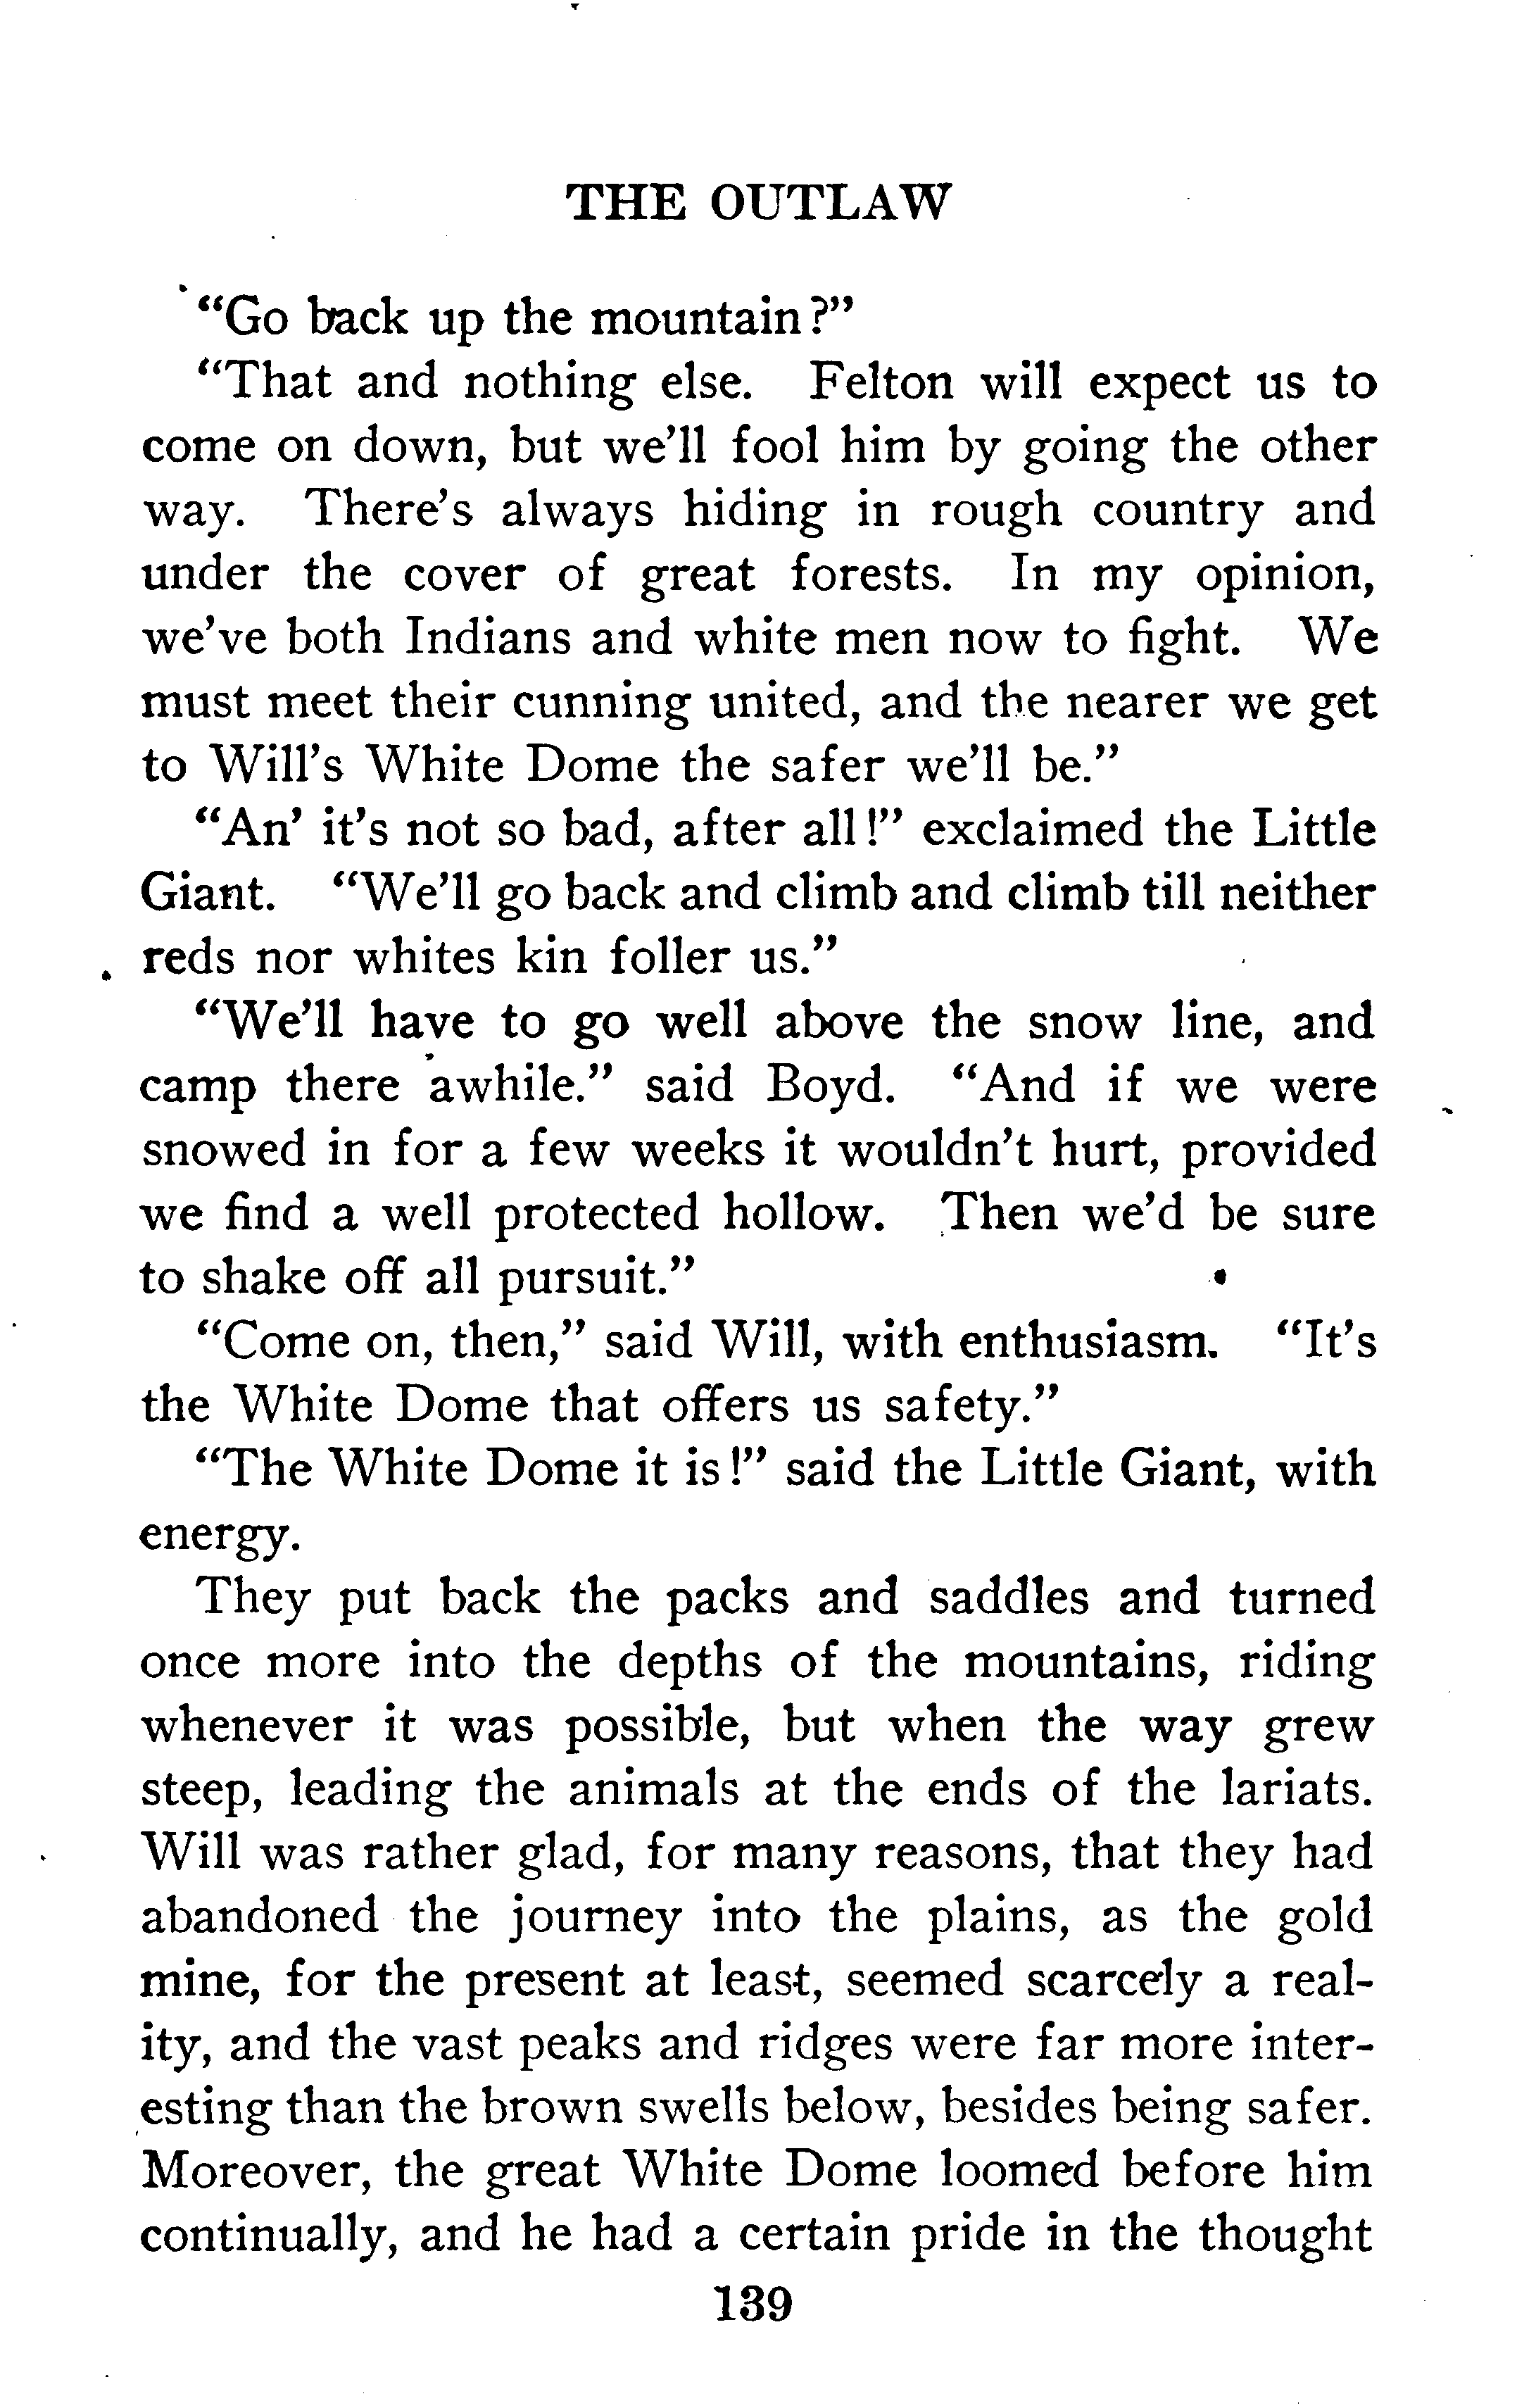 THE OUTLAW
“Go back up the mountain?”
“That and nothing else. Felton will expect us to
come on down, but we’ll fool him by going the other
way. There’s always hiding in rough country and
under the cover of great forests. In my opinion,
we’ve both Indians and white men now to fight. We
must meet their cunning united, and the nearer we get
to Will’s White Dome the safer we’ll be.”
“An’ it’s not so bad, after all!” exclaimed the Little
Giant. “We’ll go back and climb and climb till neither
reds nor whites kin foller us.”
“We’ll have to go well above the snow line, and
camp there awhile.” said Boyd. “And if we were
snowed in for a few weeks it wouldn’t hurt, provided
we find a well protected hollow. Then we’d be sure
to shake off all pursuit.”
“Come on, then,” said Will, with enthusiasm. “It’s
the White Dome that offers us safety.”
“The White Dome it is!” said the Little Giant, with
energy.
They put back the packs and saddles and turned
once more into the depths of the mountains, riding
whenever it was possible, but when the way grew
steep, leading the animals at the ends of the lariats.
Will was rather glad, for many reasons, that they had
abandoned the journey into the plains, as the gold
mine, for the present at least, seemed scarcely a real-
ity, and the vast peaks and ridges were far more inter-
esting than the brown swells below, besides being safer.
Moreover, the great White Dome loomed before him
continually, and he had a certain pride in the thought
139